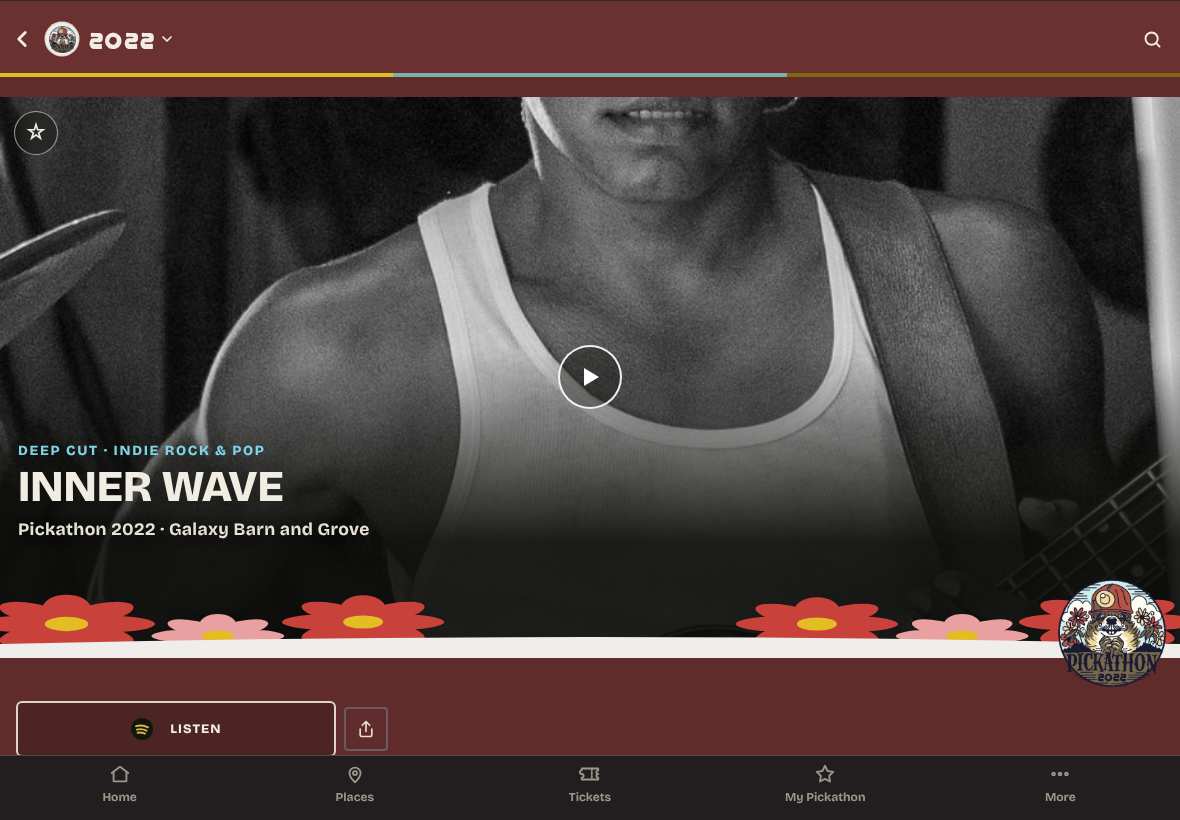 2022
DEEP CUT · INDIE ROCK & POP
INNER WAVE
Pickathon 2022 · Galaxy Barn and Grove
PICKATHON
2022
LISTEN
Home
Places
Tickets
My Pickathon
More